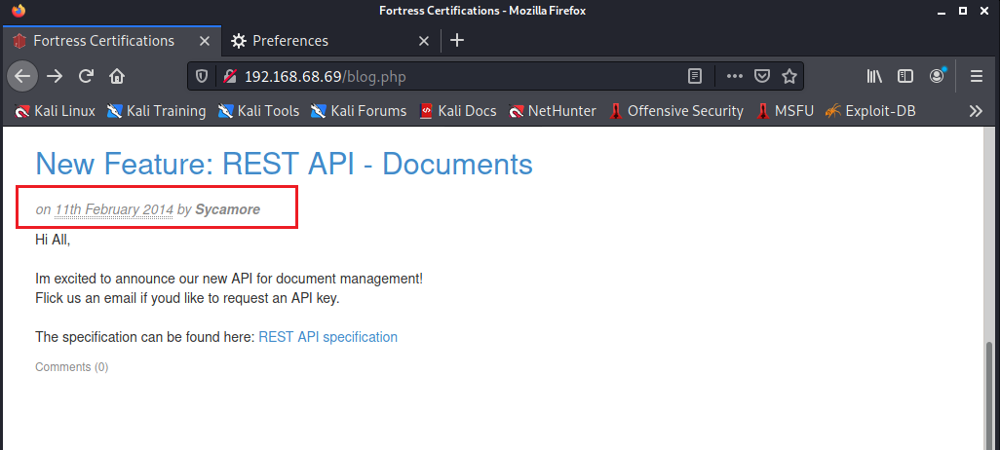 Fortress Certifications - Mozilla Firefox
Fortress Certifications
Preferences
192.168.68.69/blog.php
Kali Linux Kali Training Kali Tools Kali Forums Kali Docs NetHunter Offensive Security MSFU Exploit-DB
New Feature: REST API - Documents
on 11th February 2014 by Sycamore
Hi All,
Im excited to announce our new API for document management!
Flick us an email if youd like to request an API key.
The specification can be found here: REST API specification
Comments (0)